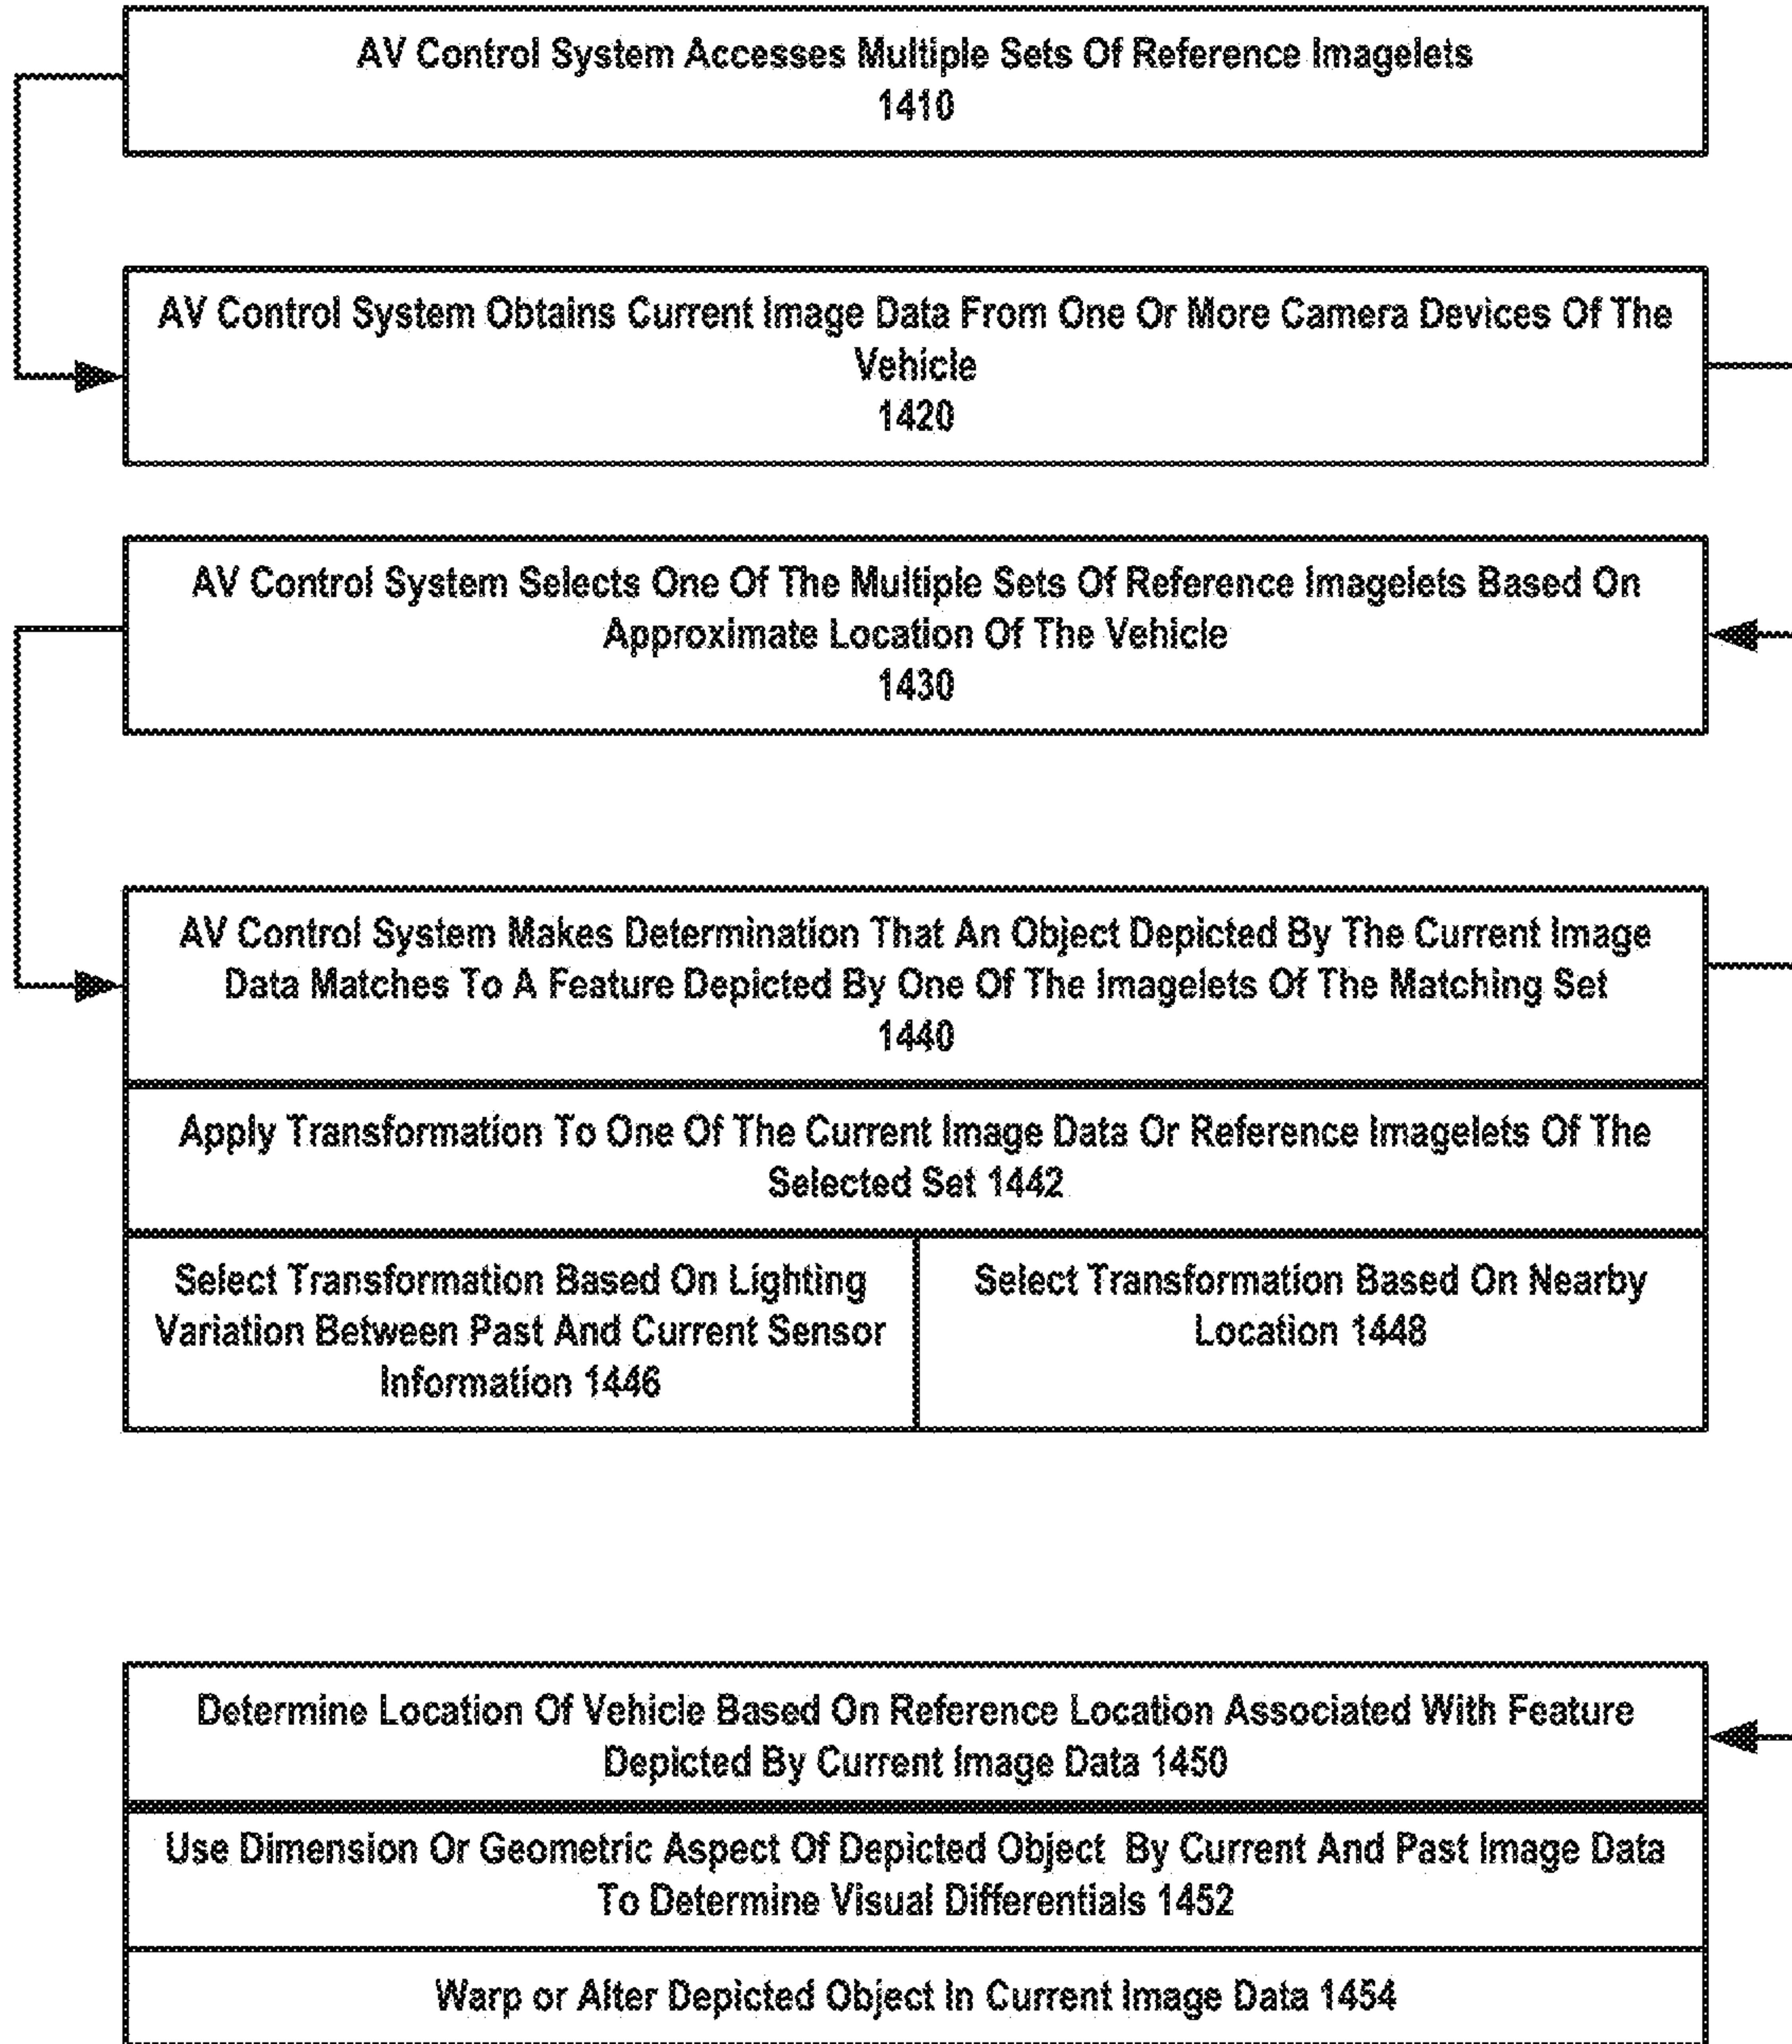 AV Control System Accesses Multiple Sets Of Reference Imagelets
1410
AV Control System Obtains Current Image Data From One Or More Camera Devices Of The
Vehicle
1420
AV Control System Selects One Of The Multiple Sets Of Reference Imagelets Based On
Approximate Location Of The Vehicle
1430
AV Control System Makes Determination That An Object Depicted By The Current Image
Data Matches To A Feature Depicted By One Of The Imagelets Of The Matching Set
1440
Apply Transformation To One Of The Current Image Data Or Reference Imagelets Of The
Selected Set 1442
Select Transformation Based On Lighting
Variation Between Past And Current Sensor
Information 1446
Select Transformation Based On Nearby
Location 1448
Determine Location Of Vehicle Based On Reference Location Associated With Feature
Depicted By Current Image Data 1450
Use Dimension Or Geometric Aspect Of Depicted Object By Current And Past Image Data
To Determine Visual Differentials 1452
Warp or Alter Depicted Object In Current Image Data 1454